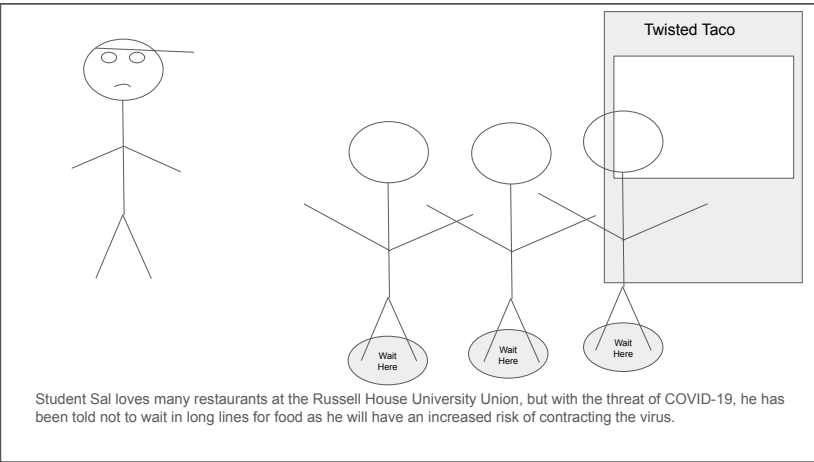 Twisted Taco
Wait
Here
Wait
Here
Wait
Here
Student Sal loves many restaurants at the Russell House University Union, but with the threat of COVID-19, he has
been told not to wait in long lines for food as he will have an increased risk of contracting the virus.